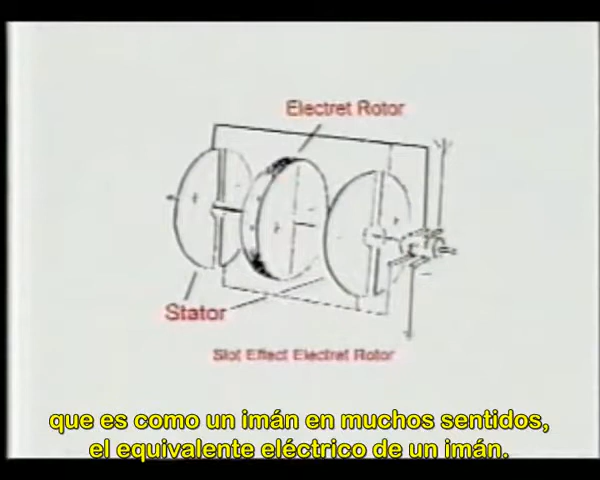 Electret Rotor
Stator
Slot Effect Electret Rotor
que es como un imán en muchos sentidos,
el equivalente eléctrico de un imán.